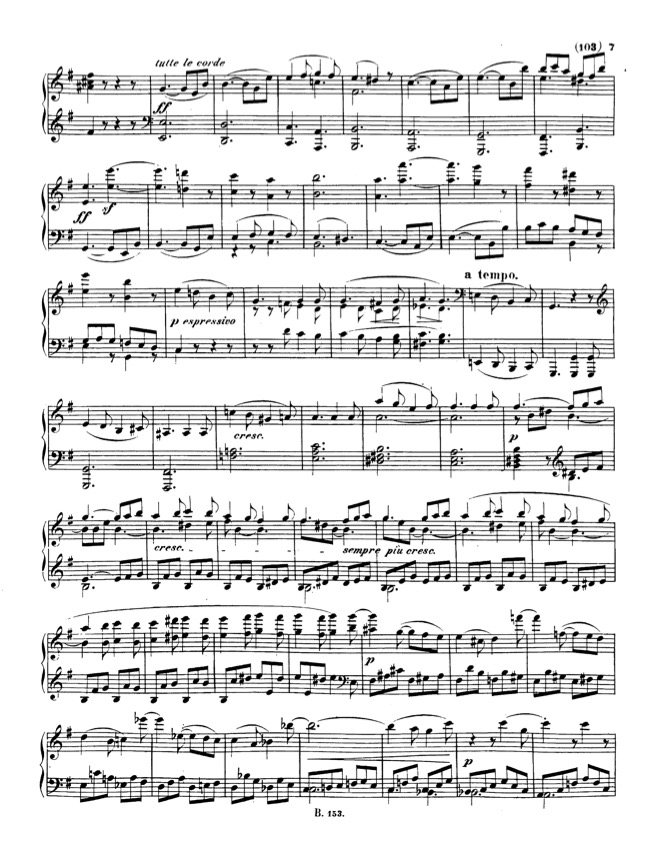 (103) 7
tutte le corde
ff
ff sf
a tempo.
p espressivo
cresc. p
cresc. - - - - sempre più cresc.
p
p
B. 153.